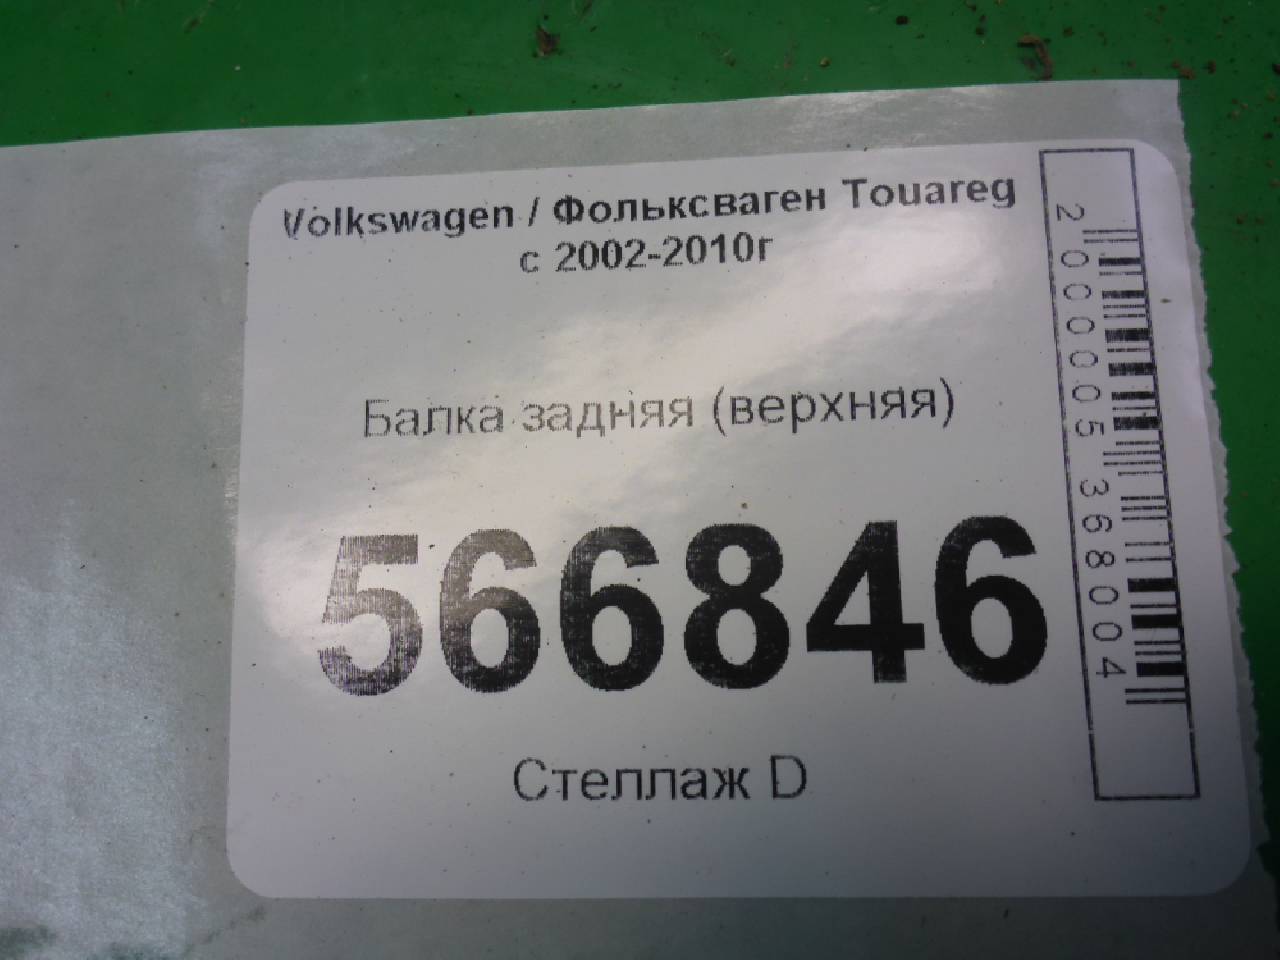 Volkswagen / Фольксваген Touareg
с 2002-2010г
Балка задняя (верхняя)
566846
Стеллаж D
2000005368004